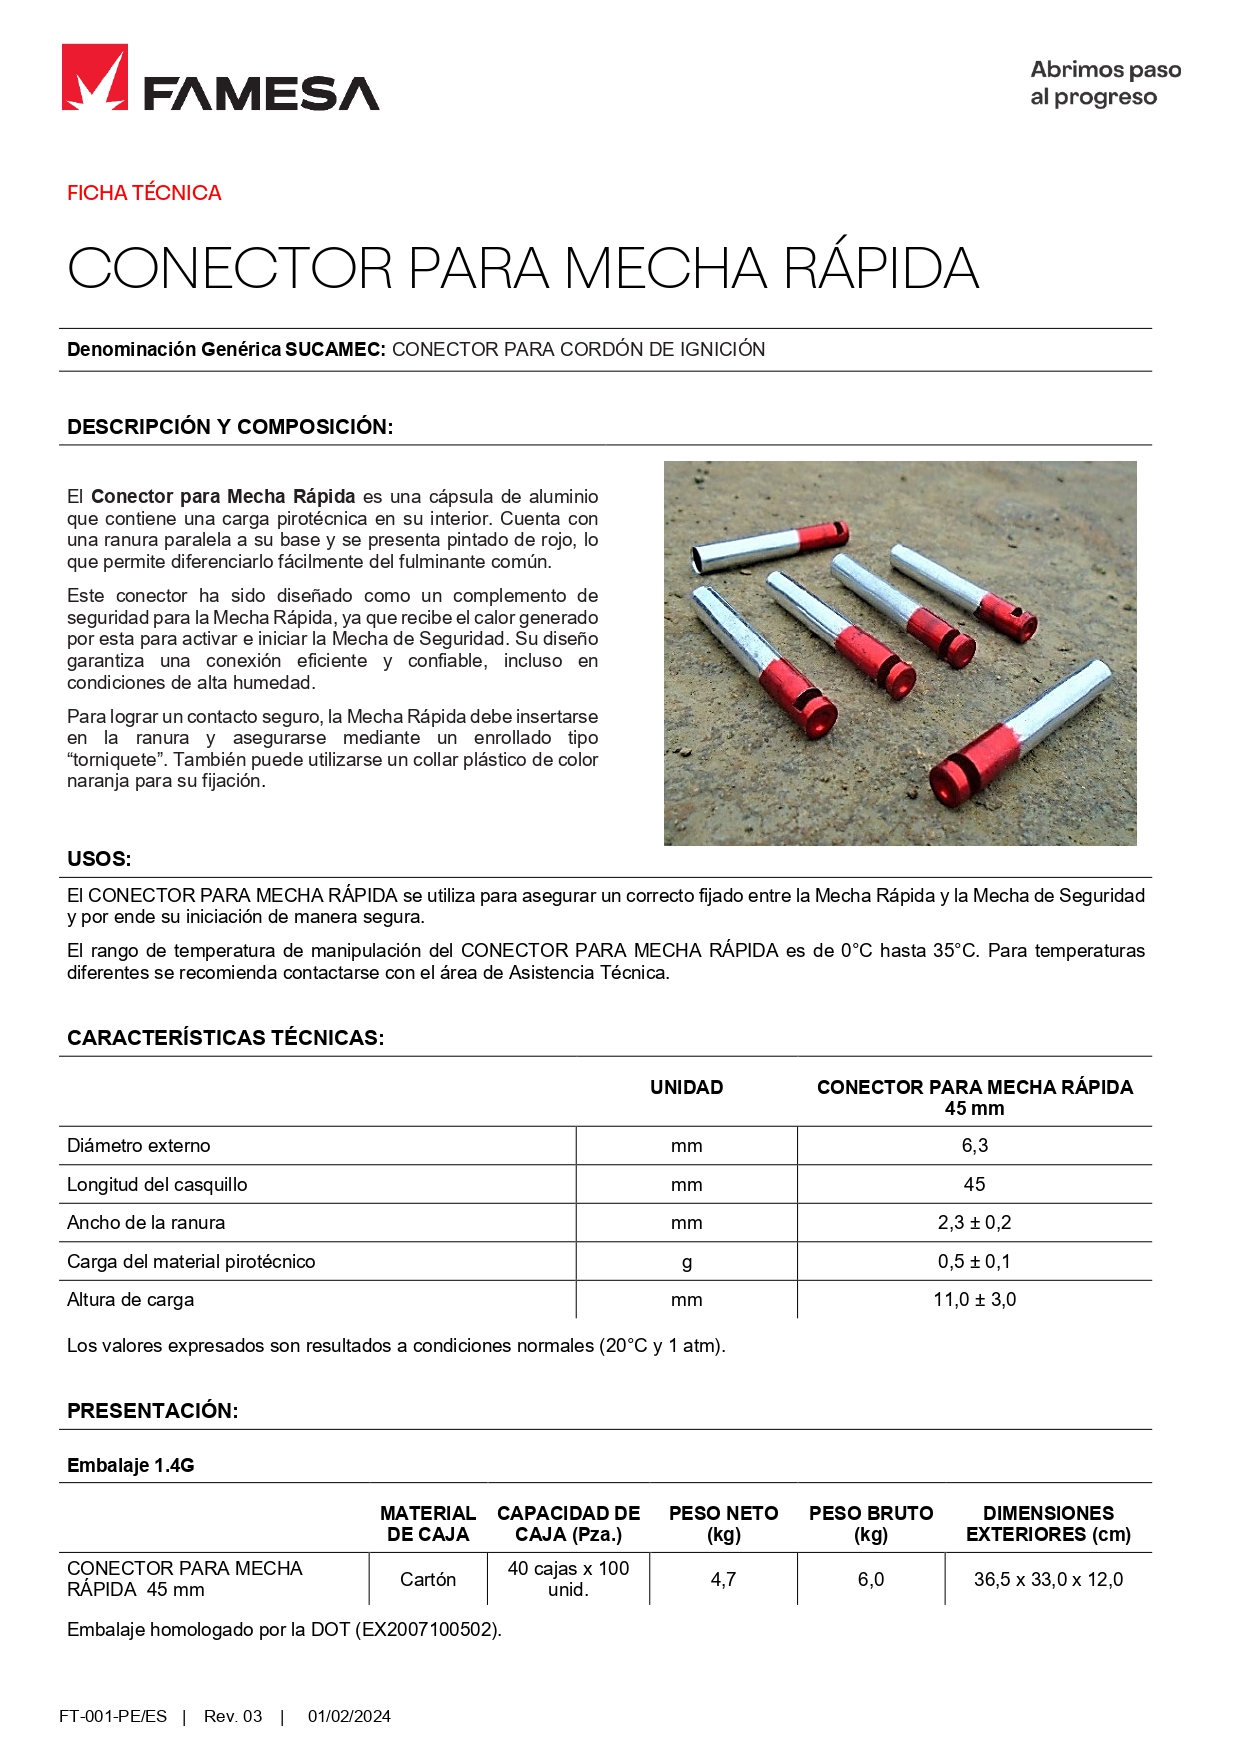 FAMESA
Abrimos paso
al progreso
FICHA TÉCNICA
CONECTOR PARA MECHA RÁPIDA
Denominación Genérica SUCAMEC: CONECTOR PARA CORDÓN DE IGNICIÓN
DESCRIPCIÓN Y COMPOSICIÓN:
El Conector para Mecha Rápida es una cápsula de aluminio
que contiene una carga pirotécnica en su interior. Cuenta con
una ranura paralela a su base y se presenta pintado de rojo, lo
que permite diferenciarlo fácilmente del fulminante común.
Este conector ha sido diseñado como un complemento de
seguridad para la Mecha Rápida, ya que recibe el calor generado
por esta para activar e iniciar la Mecha de Seguridad. Su diseño
garantiza una conexión eficiente y confiable, incluso en
condiciones de alta humedad.
Para lograr un contacto seguro, la Mecha Rápida debe insertarse
en la ranura y asegurarse mediante un enrollado tipo
“torniquete”. También puede utilizarse un collar plástico de color
naranja para su fijación.
USOS:
El CONECTOR PARA MECHA RÁPIDA se utiliza para asegurar un correcto fijado entre la Mecha Rápida y la Mecha de Seguridad
y por ende su iniciación de manera segura.
El rango de temperatura de manipulación del CONECTOR PARA MECHA RÁPIDA es de 0°C hasta 35°C. Para temperaturas
diferentes se recomienda contactarse con el área de Asistencia Técnica.
CARACTERÍSTICAS TÉCNICAS:
UNIDAD CONECTOR PARA MECHA RÁPIDA
45 mm
Diámetro externo mm 6,3
Longitud del casquillo mm 45
Ancho de la ranura mm 2,3 ± 0,2
Carga del material pirotécnico g 0,5 ± 0,1
Altura de carga mm 11,0 ± 3,0
Los valores expresados son resultados a condiciones normales (20°C y 1 atm).
PRESENTACIÓN:
Embalaje 1.4G
MATERIAL CAPACIDAD DE PESO NETO PESO BRUTO DIMENSIONES
DE CAJA CAJA (Pza.) (kg) (kg) EXTERIORES (cm)
CONECTOR PARA MECHA
RÁPIDA 45 mm Cartón 40 cajas x 100
unid. 4,7 6,0 36,5 x 33,0 x 12,0
Embalaje homologado por la DOT (EX2007100502).
FT-001-PE/ES | Rev. 03 | 01/02/2024